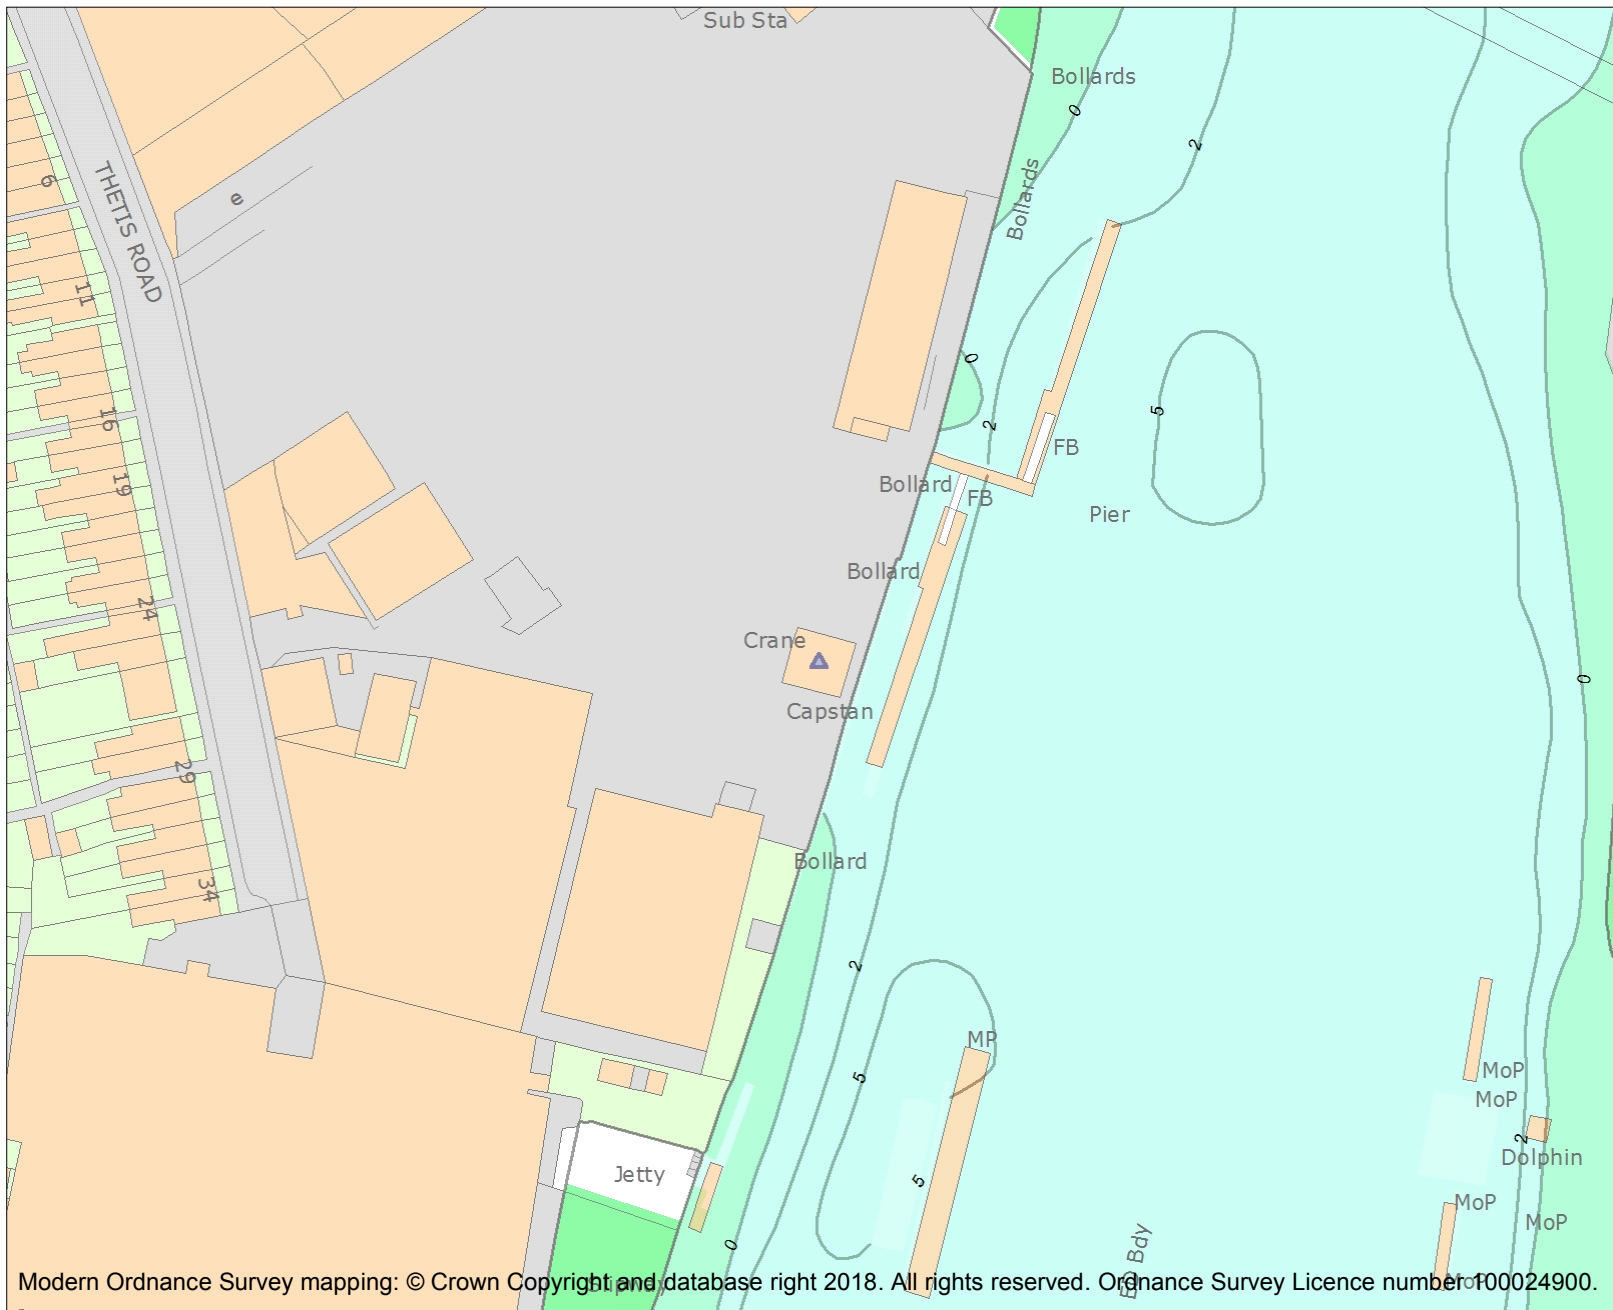 Sub Sta
Bollards
0
2
Bollards
6
THETIS ROAD
e
11
0
5
16
2
FB
19
Bollard
FB
Pier
Bollard
24
Crane
0
Capstan
29
Bollard
34
2
MP
5
MoP
MoP
2
Dolphin
Jetty
5
MoP
MoP
0
Bdy
Slipway
MoP
Modern Ordnance Survey mapping: © Crown Copyright and database right 2018. All rights reserved. Ordnance Survey Licence number 100024900.